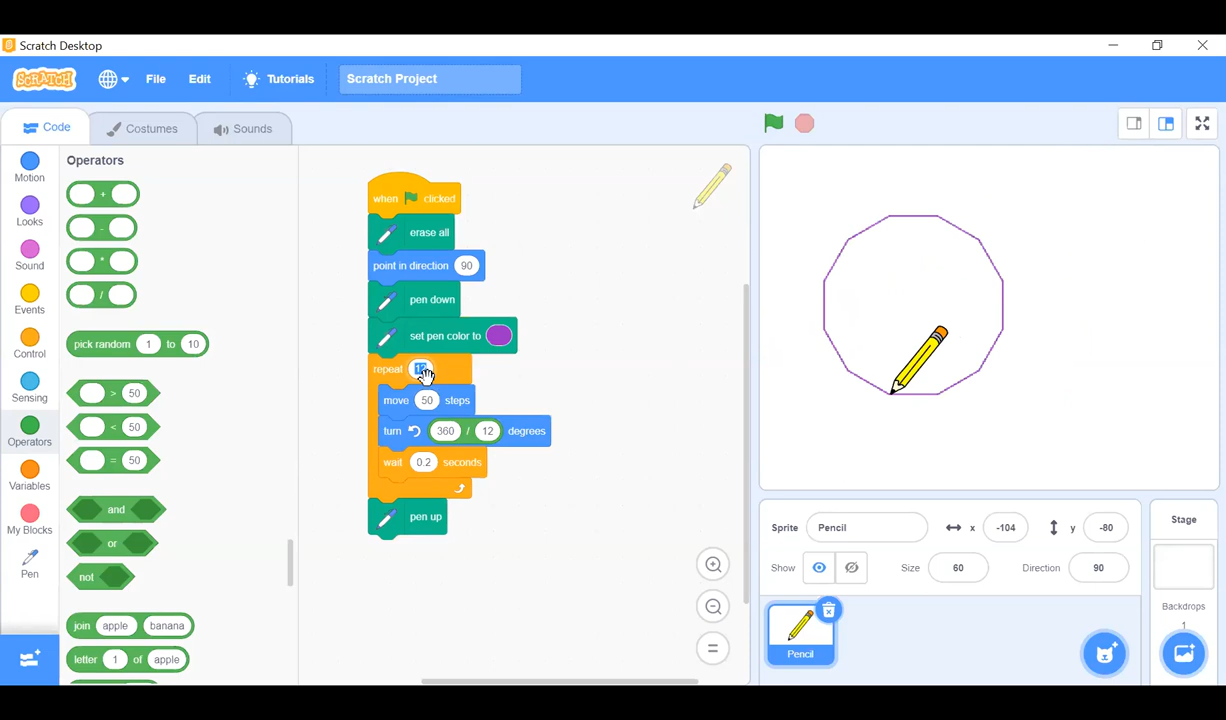 Scratch Desktop
SCRATCH File Edit Tutorials Scratch Project
Code Costumes Sounds
Motion
Looks
Sound
Events
Control
Sensing
Operators
Variables
My Blocks
Pen
Operators
+
-
*
/
pick random 1 to 10
> 50
< 50
= 50
and
or
not
join apple banana
letter 1 of apple
when clicked
erase all
point in direction 90
pen down
set pen color to
repeat 12
move 50 steps
turn 360 / 12 degrees
wait 0.2 seconds
pen up
Sprite Pencil x -104 y -80
Show Size 60 Direction 90
Pencil
Stage
Backdrops
1